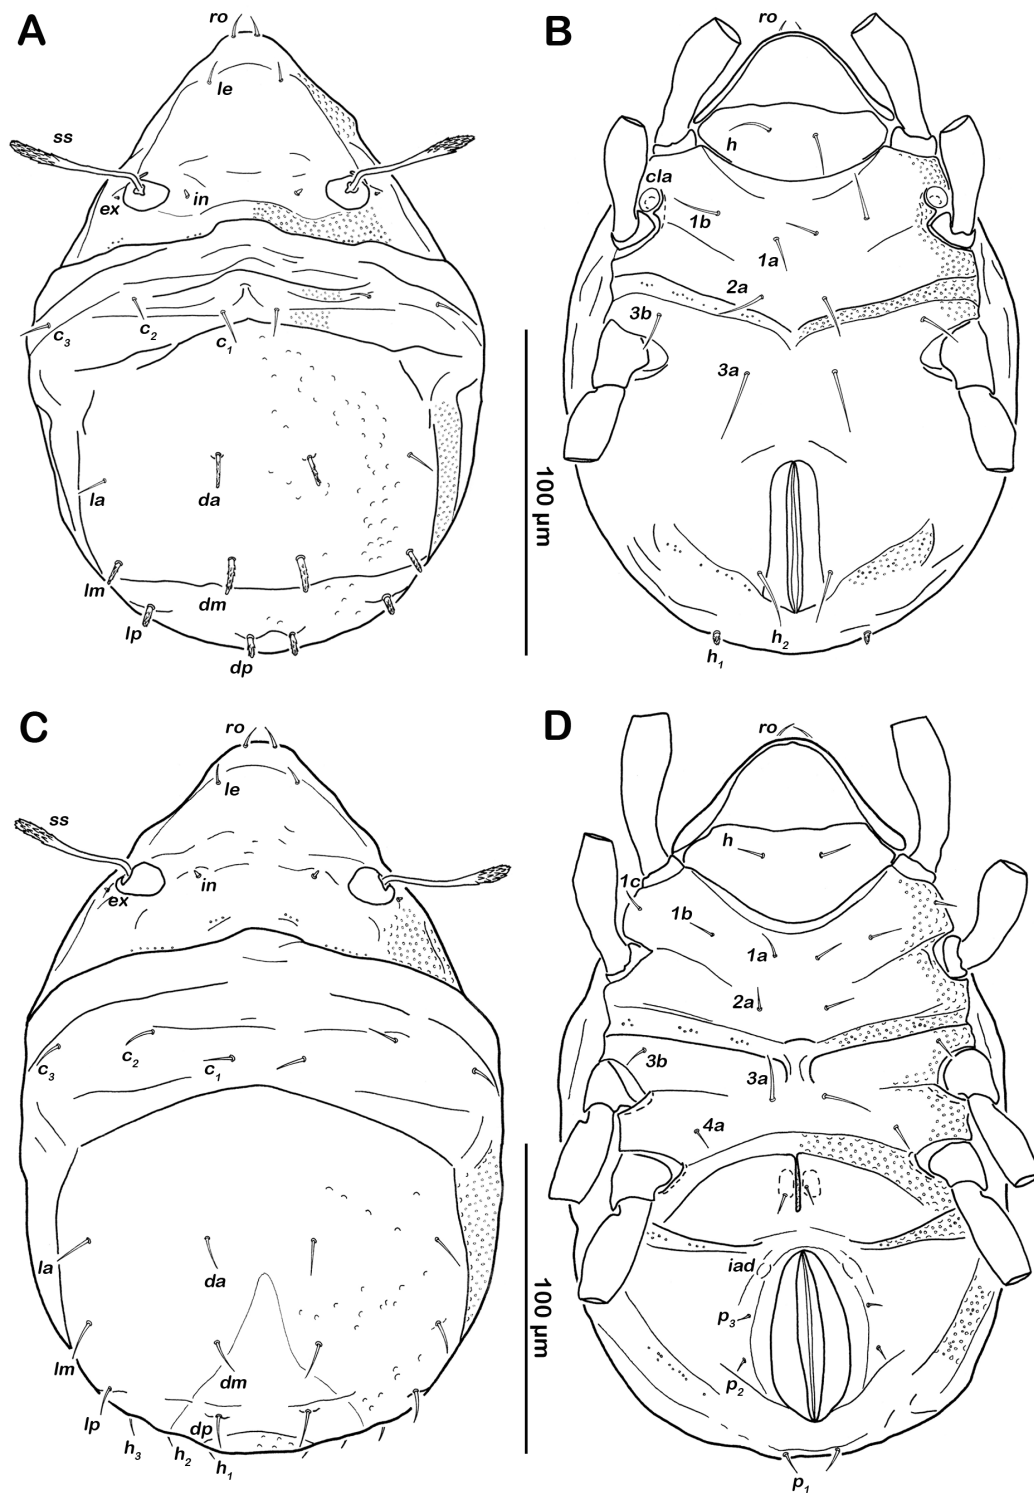 A
ro
le
ss
ex
in
c3
c2
c1
la
da
lm
dm
lp
dp
B
ro
h
cla
1b
1a
2a
3b
3a
h2
h1
100 µm
C
ro
le
ss
ex
in
c3
c2
c1
la
da
lm
dm
lp
dp
h3
h2
h1
D
ro
h
1c
1b
1a
2a
3b
3a
4a
iad
p3
p2
p1
100 µm